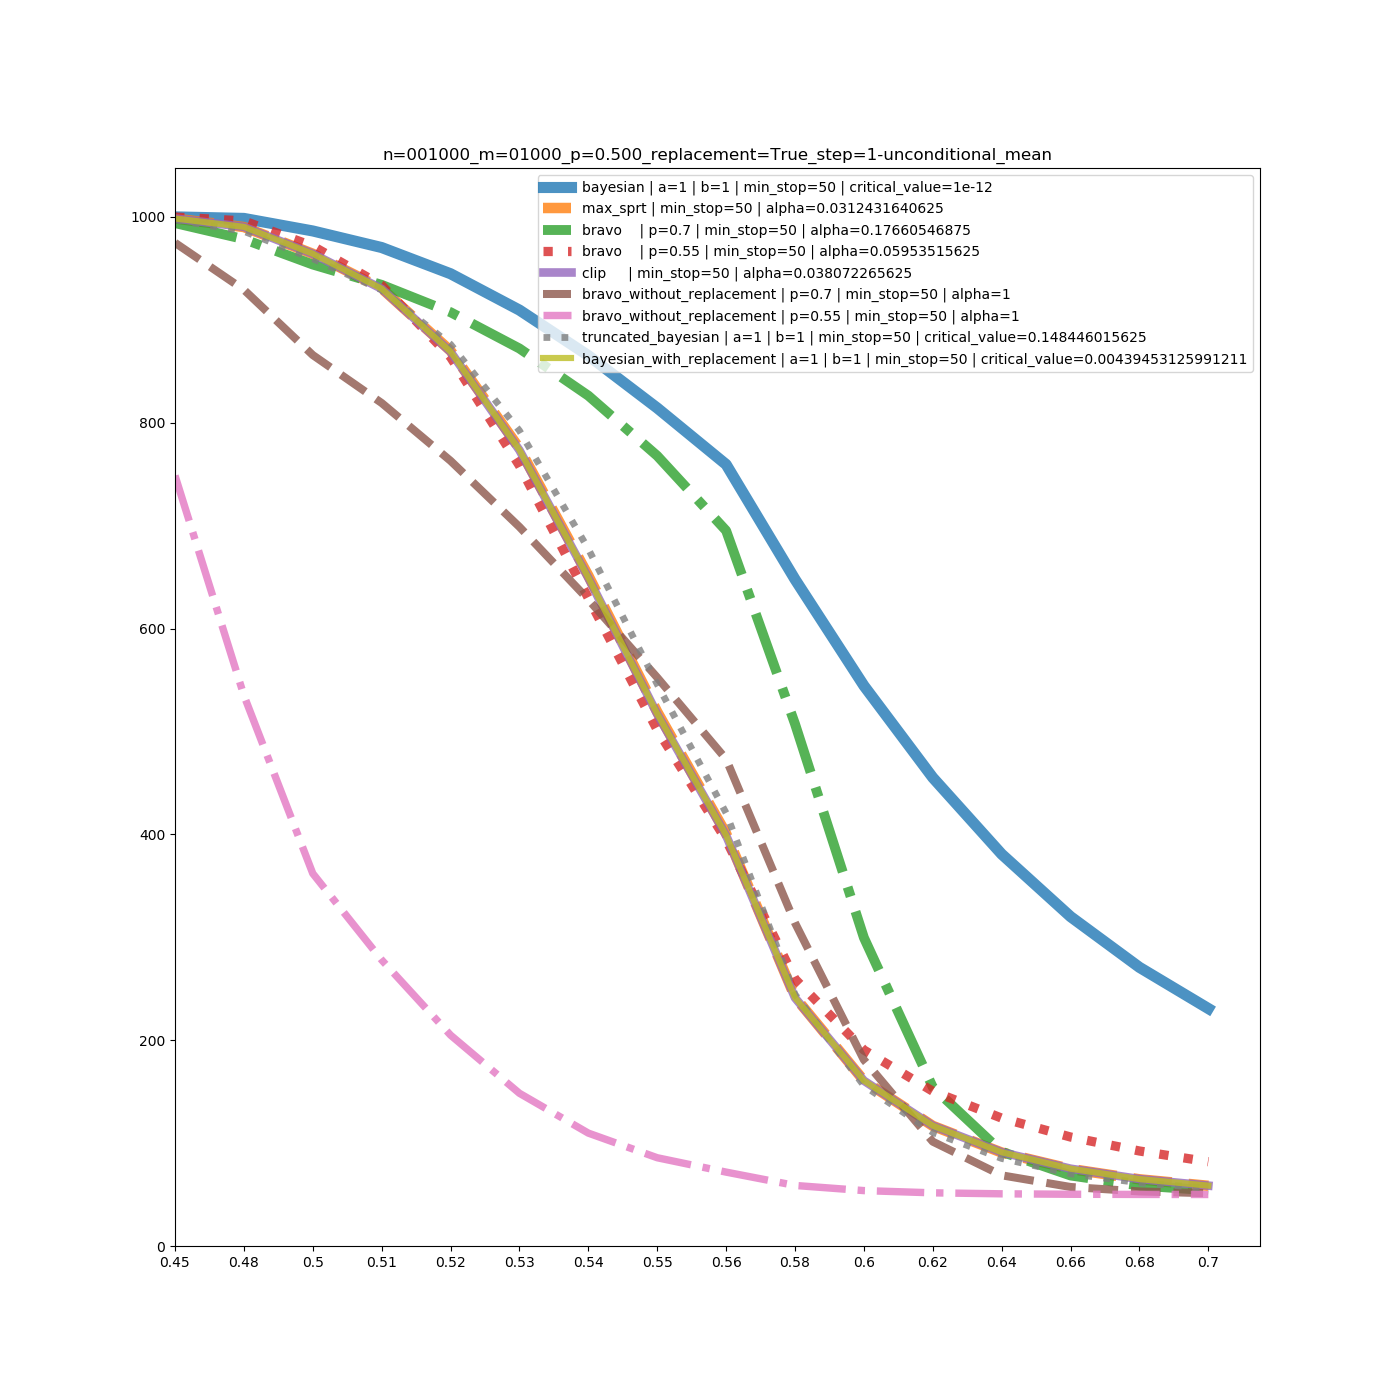 n=001000_m=01000_p=0.500_replacement=True_step=1-unconditional_mean
bayesian | a=1 | b=1 | min_stop=50 | critical_value=1e-12
max_sprt | min_stop=50 | alpha=0.0312431640625
bravo    | p=0.7 | min_stop=50 | alpha=0.17660546875
bravo    | p=0.55 | min_stop=50 | alpha=0.05953515625
clip     | min_stop=50 | alpha=0.038072265625
bravo_without_replacement | p=0.7 | min_stop=50 | alpha=1
bravo_without_replacement | p=0.55 | min_stop=50 | alpha=1
truncated_bayesian | a=1 | b=1 | min_stop=50 | critical_value=0.148446015625
bayesian_with_replacement | a=1 | b=1 | min_stop=50 | critical_value=0.00439453125991211
1000
800
600
400
200
0
0.45 0.48 0.5 0.51 0.52 0.53 0.54 0.55 0.56 0.58 0.6 0.62 0.64 0.66 0.68 0.7